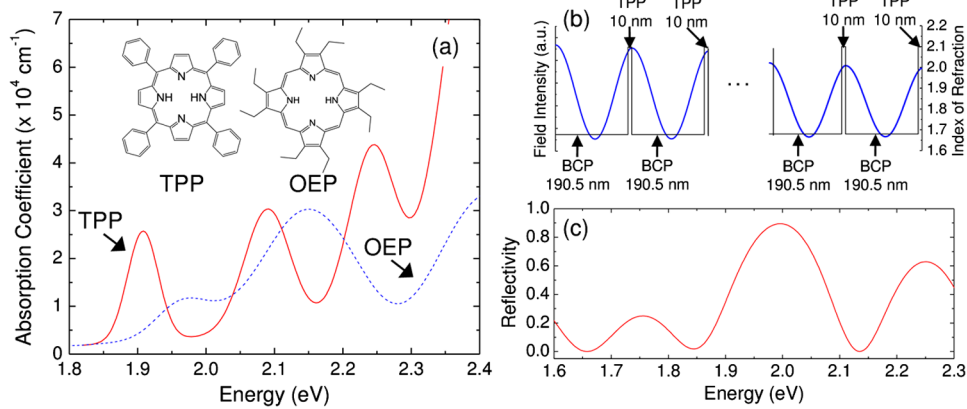 (a)
Absorption Coefficient (x 10⁴ cm⁻¹)
7
6
5
4
3
2
1
0
N
NH HN
N
TPP
N
NH HN
N
OEP
TPP
OEP
1.8 1.9 2.0 2.1 2.2 2.3 2.4
Energy (eV)
(b)
TPP
10 nm
TPP
10 nm
TPP
10 nm
TPP
10 nm
Field Intensity (a.u.)
...
2.2
2.1
2.0
1.9
1.8
1.7
1.6
Index of Refraction
BCP
190.5 nm
BCP
190.5 nm
BCP
190.5 nm
BCP
190.5 nm
(c)
Reflectivity
1.0
0.8
0.6
0.4
0.2
0.0
1.6 1.7 1.8 1.9 2.0 2.1 2.2 2.3
Energy (eV)